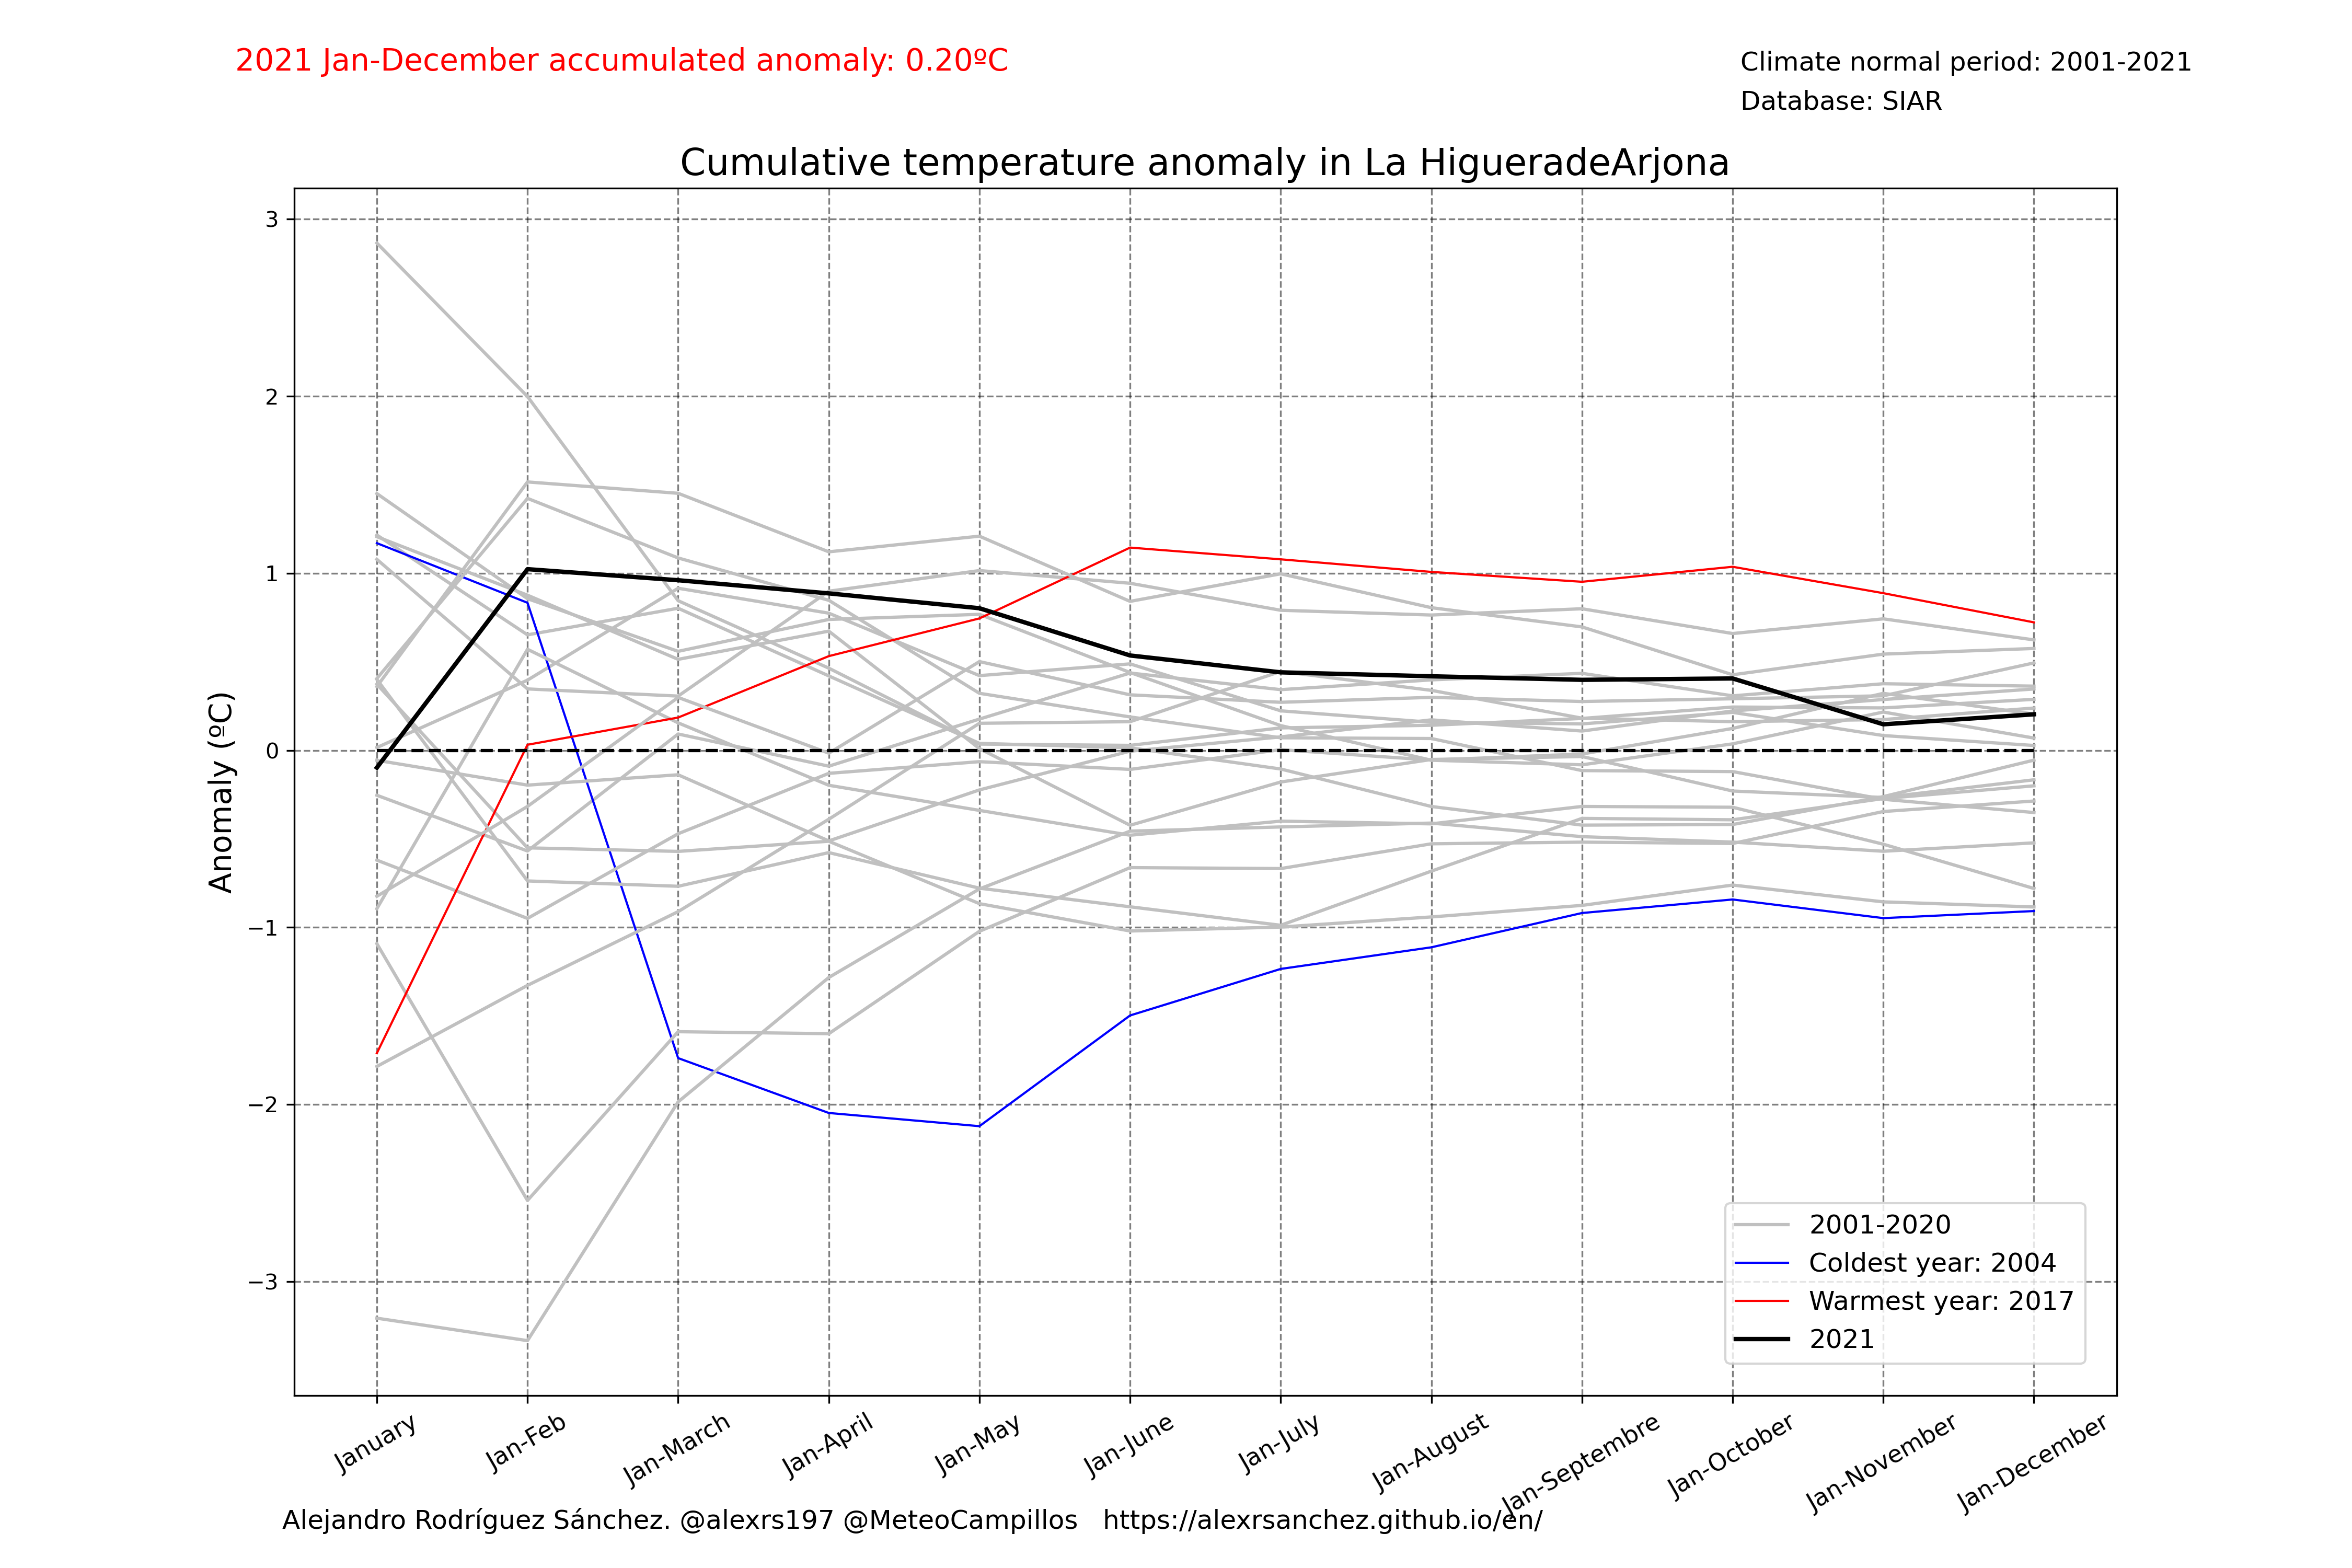 2021 Jan-December accumulated anomaly: 0.20ºC
Climate normal period: 2001-2021
Database: SIAR
Cumulative temperature anomaly in La HigueradeArjona
Anomaly (ºC)
3
2
1
0
−1
−2
−3
2001-2020
Coldest year: 2004
Warmest year: 2017
2021
January
Jan-Feb
Jan-March
Jan-April
Jan-May
Jan-June
Jan-July
Jan-August
Jan-Septembre
Jan-October
Jan-November
Jan-December
Alejandro Rodríguez Sánchez. @alexrs197 @MeteoCampillos   https://alexrsanchez.github.io/en/